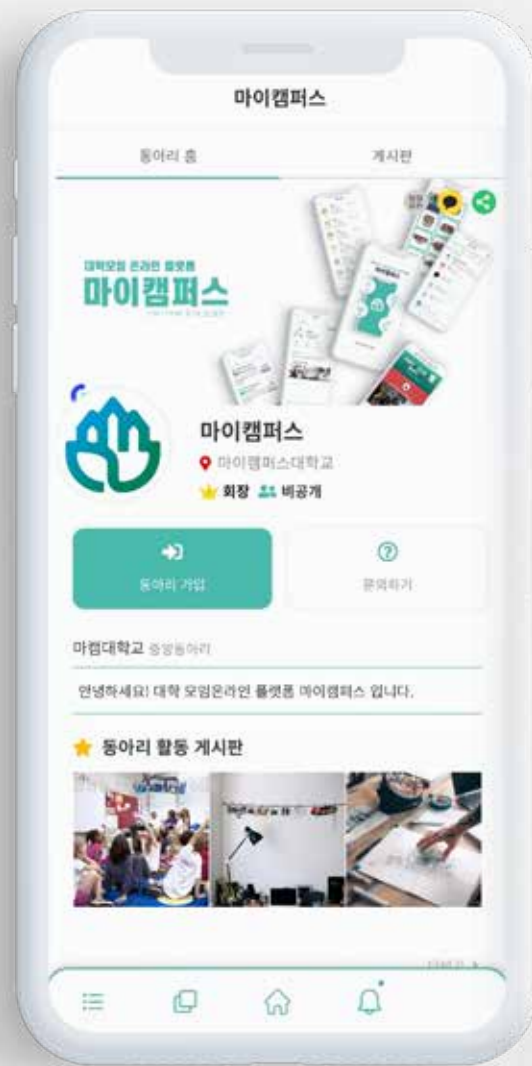 마이캠퍼스
동아리 홈
게시판
대학모임 온라인 플랫폼
마이캠퍼스
마이캠퍼스
마이캠퍼스대학교
회장 비공개
동아리 가입
문의하기
마캠대학교 중앙동아리
안녕하세요! 대학 모임온라인 플랫폼 마이캠퍼스 입니다.
동아리 활동 게시판
더보기